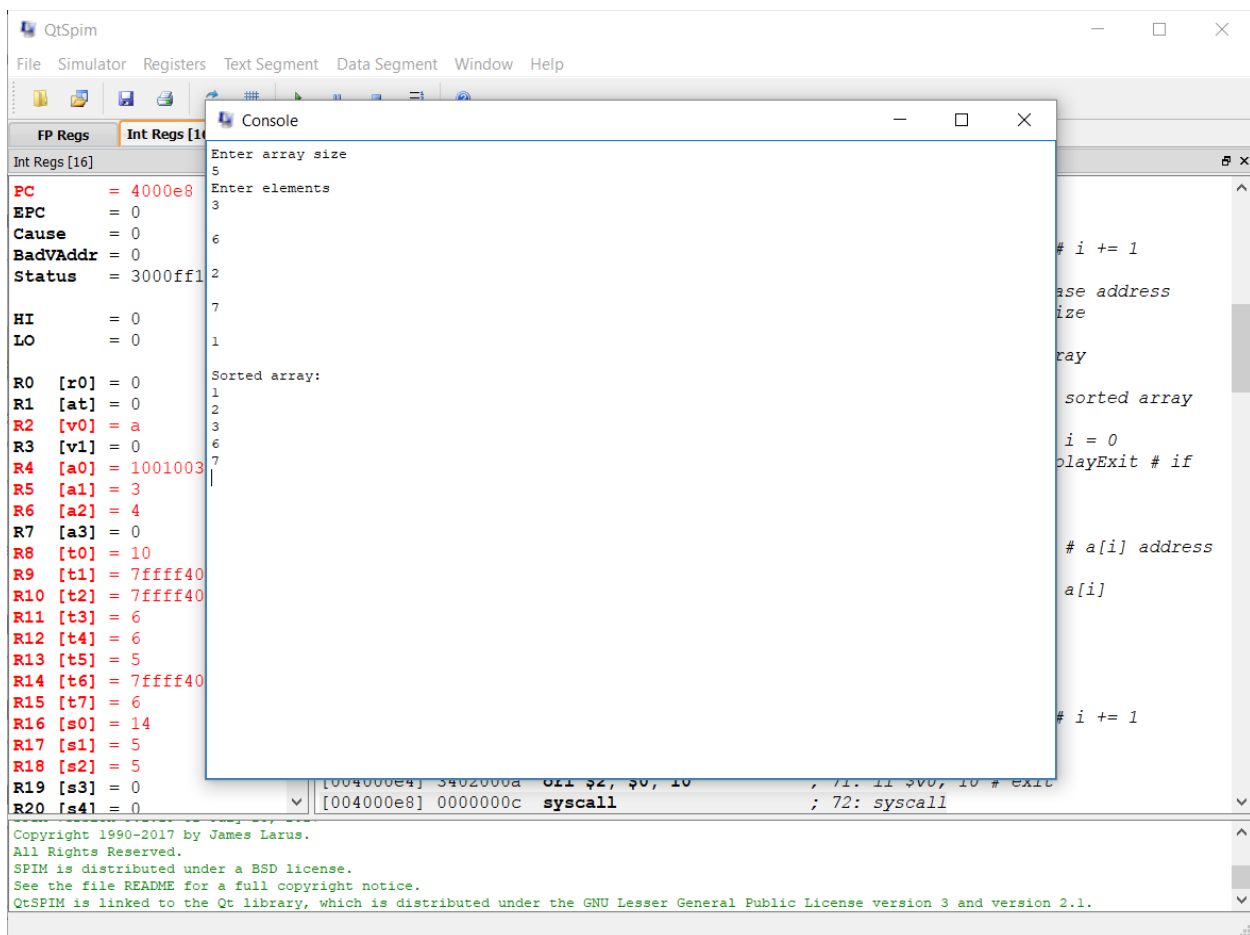 QtSpim
File Simulator Registers Text Segment Data Segment Window Help
FP Regs Int Regs [16
Int Regs [16]
PC = 4000e8
EPC = 0
Cause = 0
BadVAddr = 0
Status = 3000ff1
HI = 0
LO = 0
R0 [r0] = 0
R1 [at] = 0
R2 [v0] = a
R3 [v1] = 0
R4 [a0] = 1001003
R5 [a1] = 3
R6 [a2] = 4
R7 [a3] = 0
R8 [t0] = 10
R9 [t1] = 7ffff40
R10 [t2] = 7ffff40
R11 [t3] = 6
R12 [t4] = 6
R13 [t5] = 5
R14 [t6] = 7ffff40
R15 [t7] = 6
R16 [s0] = 14
R17 [s1] = 5
R18 [s2] = 5
R19 [s3] = 0
R20 [s4] = 0
Console
Enter array size
5
Enter elements
3
6
2
7
1
Sorted array:
1
2
3
6
7
# i += 1
ase address
ize
ray
sorted array
i = 0
playExit # if
# a[i] address
a[i]
# i += 1
[004000e4] 3402000a ori $2, $0, 10 ; 71: li $v0, 10 # exit
[004000e8] 0000000c syscall ; 72: syscall
Copyright 1990-2017 by James Larus.
All Rights Reserved.
SPIM is distributed under a BSD license.
See the file README for a full copyright notice.
QtSPIM is linked to the Qt library, which is distributed under the GNU Lesser General Public License version 3 and version 2.1.